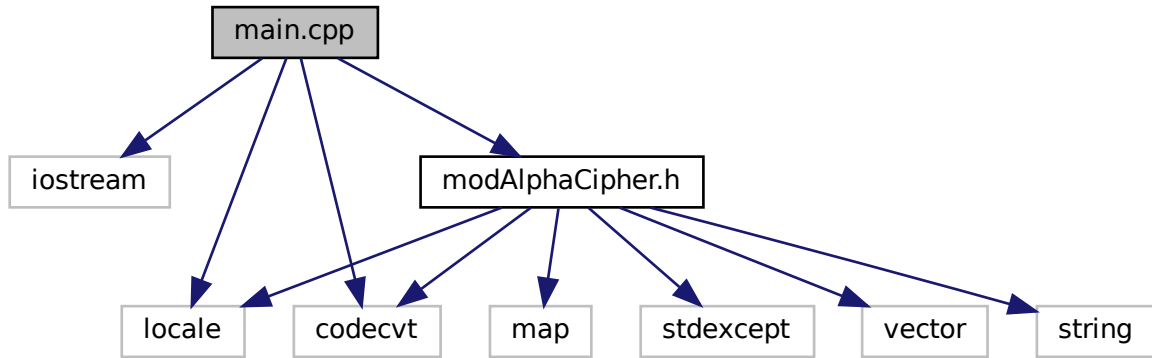 main.cpp
iostream
modAlphaCipher.h
locale
codecvt
map
stdexcept
vector
string